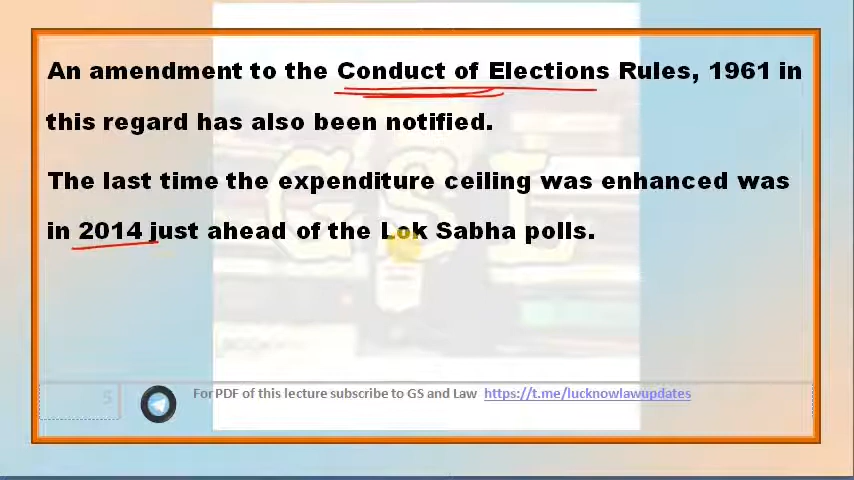 An amendment to the Conduct of Elections Rules, 1961 in
this regard has also been notified.
The last time the expenditure ceiling was enhanced was
in 2014 just ahead of the Lok Sabha polls.
GSL
5
For PDF of this lecture subscribe to GS and Law https://t.me/lucknowlawupdates